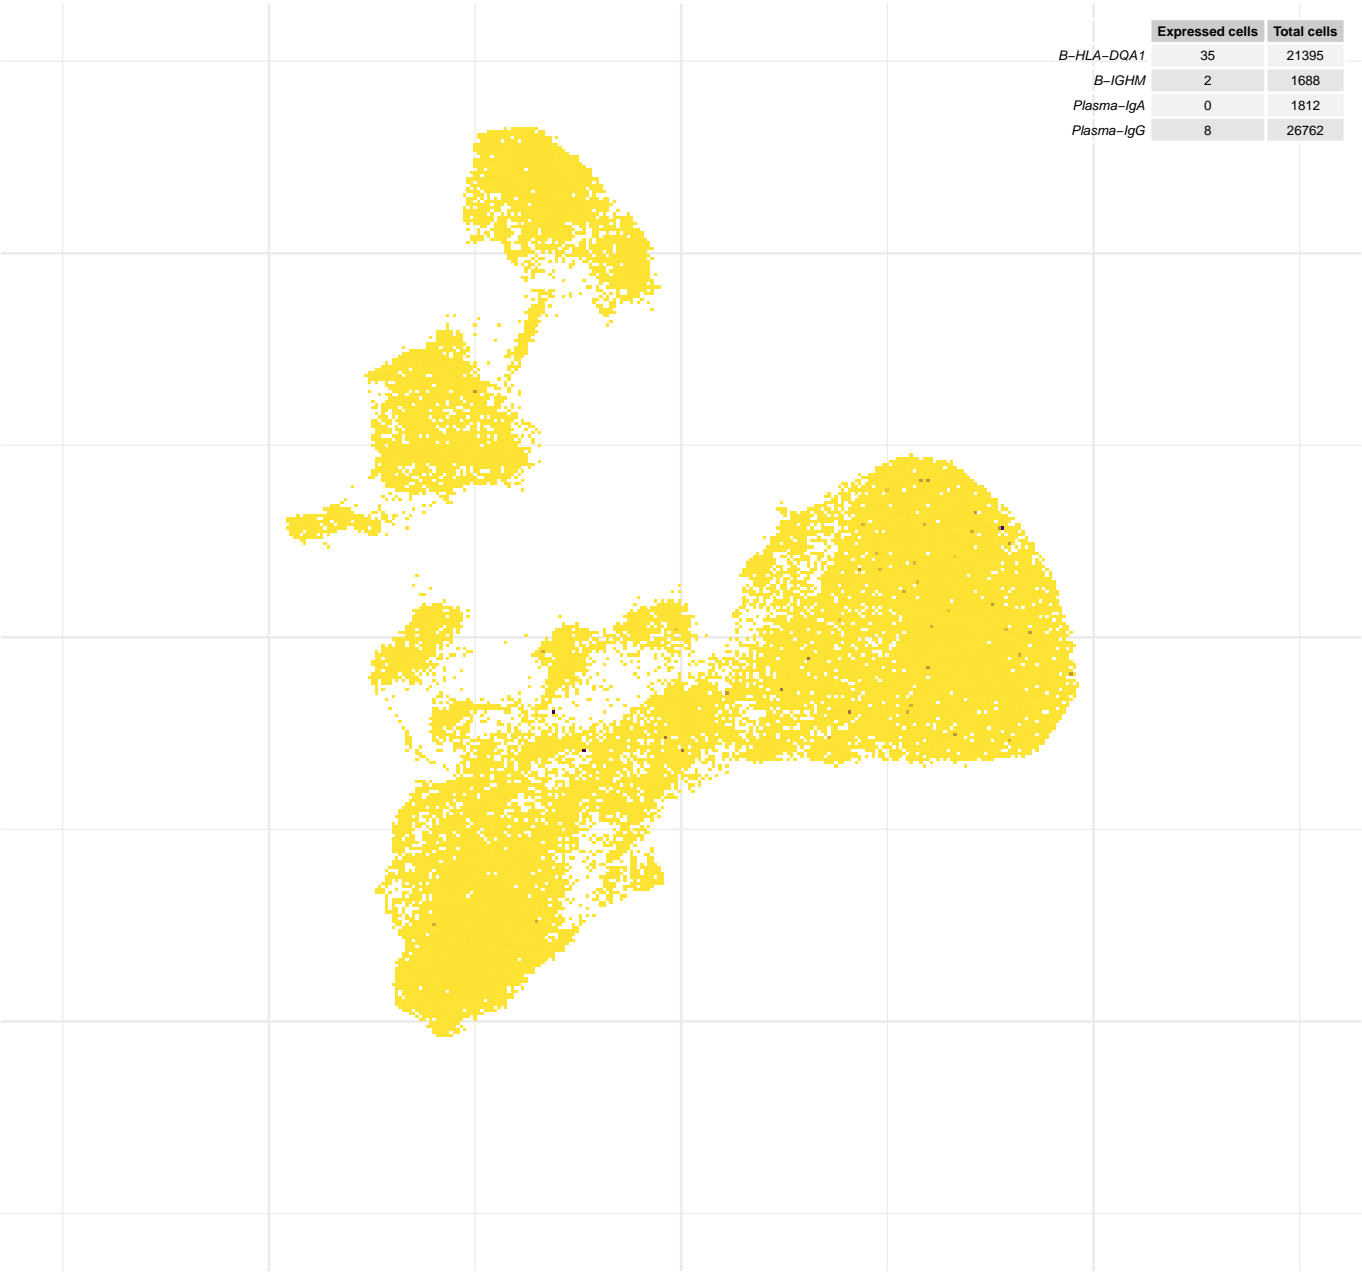 Expressed cells Total cells
B−HLA−DQA1 35 21395
B−IGHM 2 1688
Plasma−IgA 0 1812
Plasma−IgG 8 26762